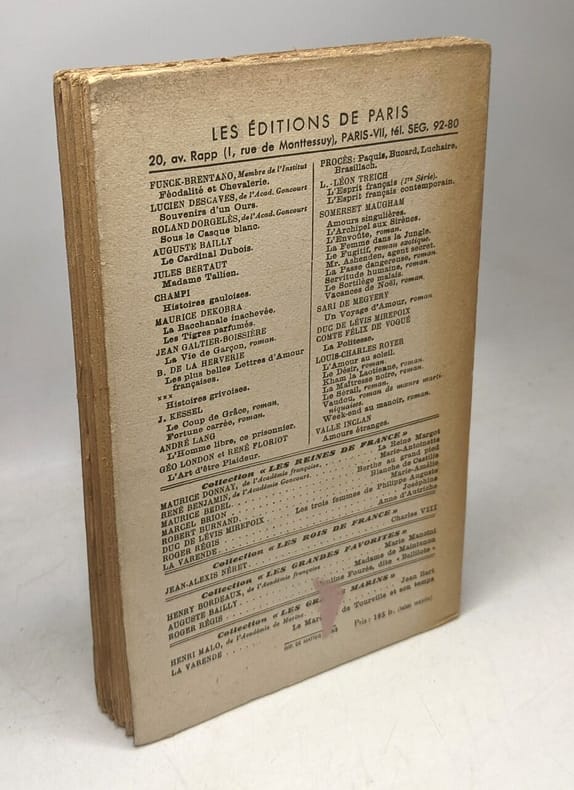 LES ÉDITIONS DE PARIS
20, av. Rapp (1, rue de Monttessuy), PARIS-VII, tél. SEG. 92-80
FUNCK-BRENTANO, Membre de l'Institut
Féodalité et Chevalerie.
LUCIEN DESCAVES, de l'Acad. Goncourt
Souvenirs d'un Ours.
ROLAND DORGELÈS, de l'Acad. Goncourt
Sous le Casque blanc.
AUGUSTE BAILLY
Le Cardinal Dubois.
JULES BERTAUT
Madame Tallien.
CHAMPI
Histoires gauloises.
MAURICE DEKOBRA
La Bacchanale inachevée.
Les Tigres parfumés.
JEAN GALTIER-BOISSIÈRE
La Vie de Garçon, roman.
B. DE LA HERVERIE
Les plus belles Lettres d'Amour
françaises.
xxx
Histoires grivoises.
J. KESSEL
Le Coup de Grâce, roman.
Fortune carrée, roman.
ANDRÉ LANG
L'Homme libre, ce prisonnier.
GÉO LONDON et RENÉ FLORIOT
L'Art d'être Plaideur.
PROCÈS: Paquis, Bucard, Luchaire,
Brasillach.
L.-LÉON TREICH
L'Esprit français (1re Série).
L'Esprit français contemporain.
SOMERSET MAUGHAM
Amours singulières.
L'Archipel aux Sirènes.
L'Envoûté, roman.
La Femme dans la Jungle.
Le Fugitif, roman exotique.
Mr. Ashenden, agent secret.
La Passe dangereuse, roman.
Servitude humaine, roman.
Le Sortilège malais.
Vacances de Noël, roman.
SARI DE MEGYERY
Un Voyage d'Amour, roman
DUC DE LÉVIS MIREPOIX
COMTE FÉLIX DE VOGUÉ
La Politesse.
LOUIS-CHARLES ROYER
L'Amour au soleil.
Le Désir, roman.
Kham la Laotienne, roman.
La Maîtresse noire, roman.
Le Sérail, roman.
Vaudou, roman de mœurs marti-
niquaises.
Week-end au manoir, roman.
VALLE INCLAN
Amours étranges.
Collection « LES REINES DE FRANCE »
MAURICE DONNAY, de l'Académie française. La Reine Margot
RENÉ BENJAMIN, de l'Académie Goncourt. Marie-Antoinette
MAURICE BEDEL Berthe au grand pied
MARCEL BRION Blanche de Castille
ROBERT BURNAND Marie-Amélie
DUC DE LÉVIS MIREPOIX Les trois femmes de Philippe Auguste
ROGER RÉGIS Joséphine
LA VARENDE Anne d'Autriche
Collection « LES ROIS DE FRANCE »
JEAN-ALEXIS NÉRET Charles VIII
Collection « LES GRANDES FAVORITES »
HENRY BORDEAUX, de l'Académie française Marie Mancini
AUGUSTE BAILLY Madame de Maintenon
ROGER RÉGIS Fourès, dite « Bellilote »
Collection « LES MARINS »
HENRI MALO, de l'Académie de Marine Jean Bart
LA VARENDE Le de Tourville et son temps
Prix : 185 fr.